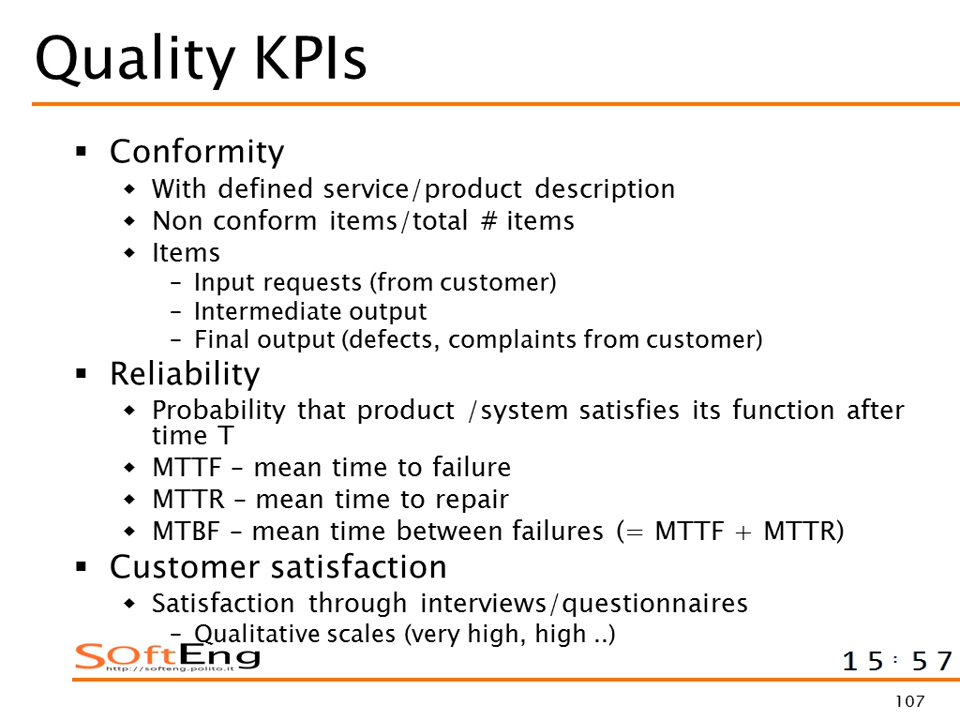 Quality KPIs
▪ Conformity
◆ With defined service/product description
◆ Non conform items/total # items
◆ Items
– Input requests (from customer)
– Intermediate output
– Final output (defects, complaints from customer)
▪ Reliability
◆ Probability that product /system satisfies its function after
time T
◆ MTTF – mean time to failure
◆ MTTR – mean time to repair
◆ MTBF – mean time between failures (= MTTF + MTTR)
▪ Customer satisfaction
◆ Satisfaction through interviews/questionnaires
– Qualitative scales (very high, high ..)
SOftEng
http://softeng.polito.it
15:57
107